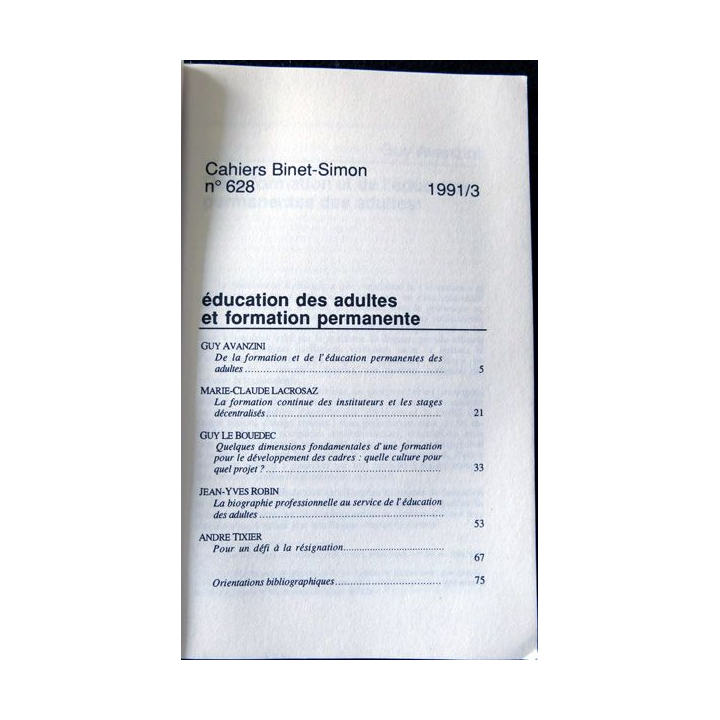 Cahiers Binet-Simon
n° 628 1991/3
éducation des adultes
et formation permanente
GUY AVANZINI
De la formation et de l'éducation permanentes des
adultes 5
MARIE-CLAUDE LACROSAZ
La formation continue des instituteurs et les stages
décentralisés 21
GUY LE BOUEDEC
Quelques dimensions fondamentales d'une formation
pour le développement des cadres : quelle culture pour
quel projet ? 33
JEAN-YVES ROBIN
La biographie professionnelle au service de l'éducation
des adultes 53
ANDRE TIXIER
Pour un défi à la résignation 67
Orientations bibliographiques 75